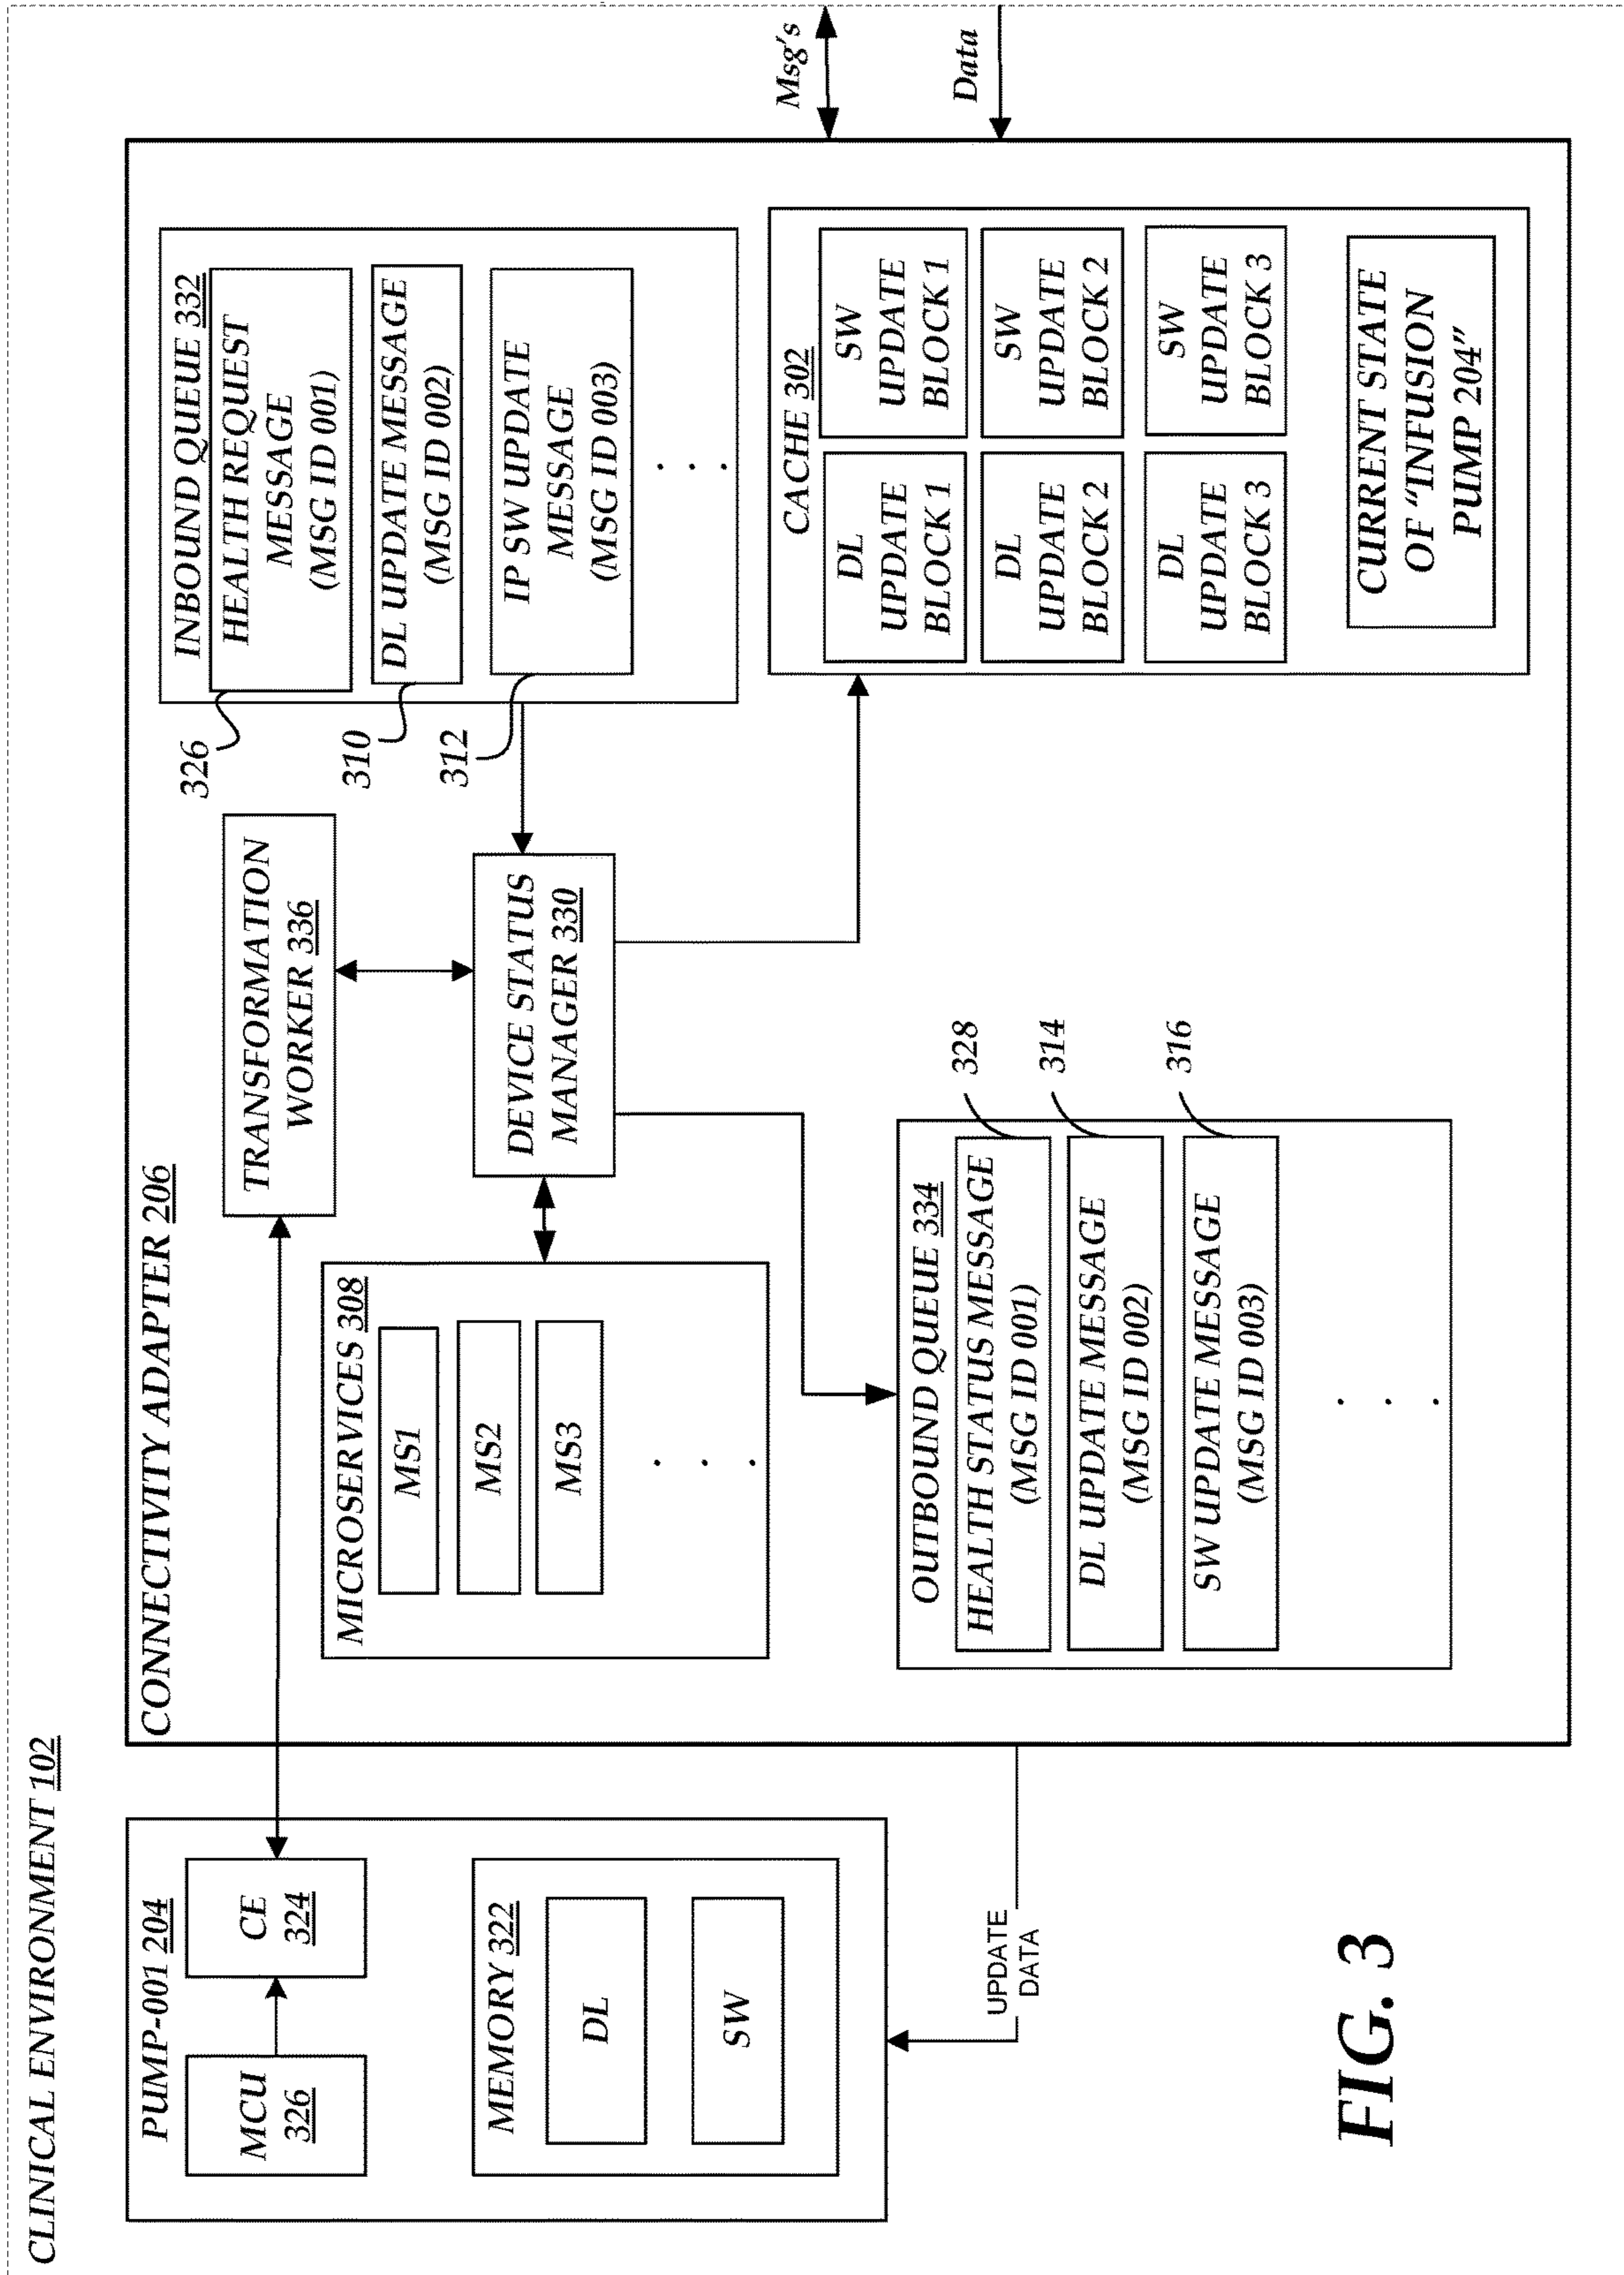 CLINICAL ENVIRONMENT 102
PUMP-001 204
MCU
326
CE
324
MEMORY 322
DL
SW
UPDATE
DATA
CONNECTIVITY ADAPTER 206
TRANSFORMATION
WORKER 336
MICROSERVICES 308
MS1
MS2
MS3
. . .
DEVICE STATUS
MANAGER 330
OUTBOUND QUEUE 334
HEALTH STATUS MESSAGE
(MSG ID 001)
328
DL UPDATE MESSAGE
(MSG ID 002)
314
SW UPDATE MESSAGE
(MSG ID 003)
316
. . .
INBOUND QUEUE 332
HEALTH REQUEST
MESSAGE
(MSG ID 001)
326
DL UPDATE MESSAGE
(MSG ID 002)
310
IP SW UPDATE
MESSAGE
(MSG ID 003)
312
. . .
CACHE 302
DL
UPDATE
BLOCK 1
SW
UPDATE
BLOCK 1
DL
UPDATE
BLOCK 2
SW
UPDATE
BLOCK 2
DL
UPDATE
BLOCK 3
SW
UPDATE
BLOCK 3
CURRENT STATE
OF "INFUSION
PUMP 204"
Msg's
Data
FIG. 3